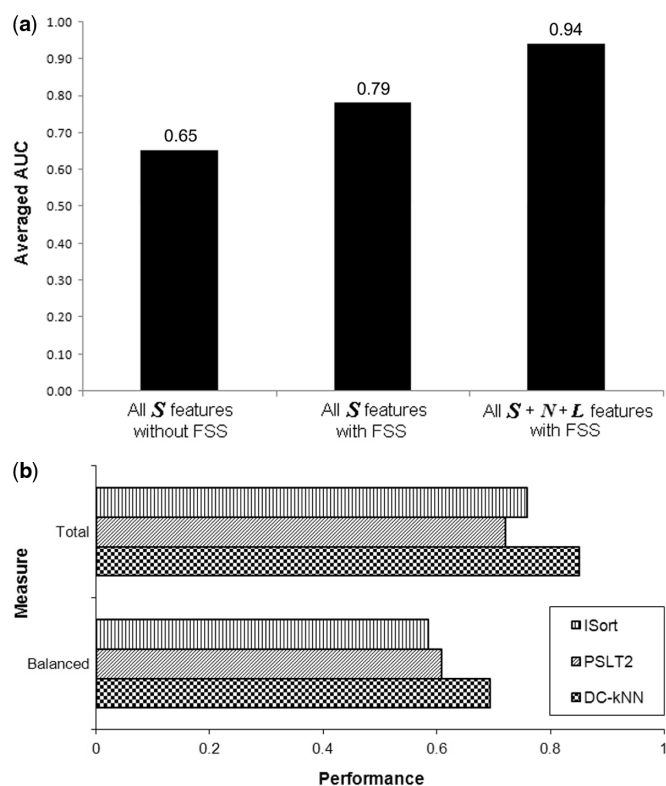 (a)
Averaged AUC
1.00
0.90
0.80
0.70
0.60
0.50
0.40
0.30
0.20
0.10
0.00
0.65
0.79
0.94
All S features
without FSS
All S features
with FSS
All S + N + L features
with FSS
(b)
Measure
Total
Balanced
ISort
PSLT2
DC-kNN
0
0.2
0.4
0.6
0.8
1
Performance